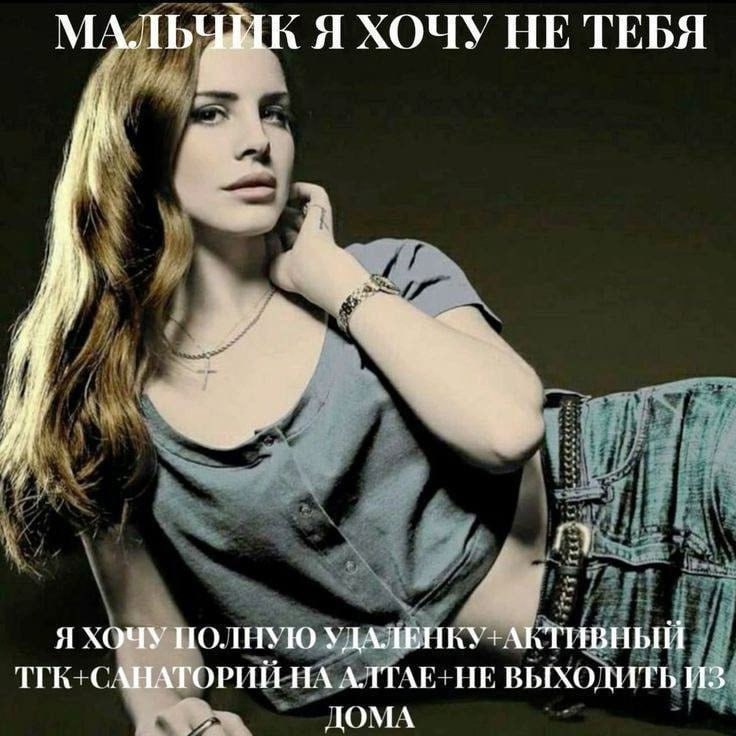 МАЛЬЧИК Я ХОЧУ НЕ ТЕБЯ
Я ХОЧУ ПОЛНУЮ УДАЛЕНКУ+АКТИВНЫЙ
ТГК+САНАТОРИЙ НА АЛТАЕ+НЕ ВЫХОДИТЬ ИЗ
ДОМА